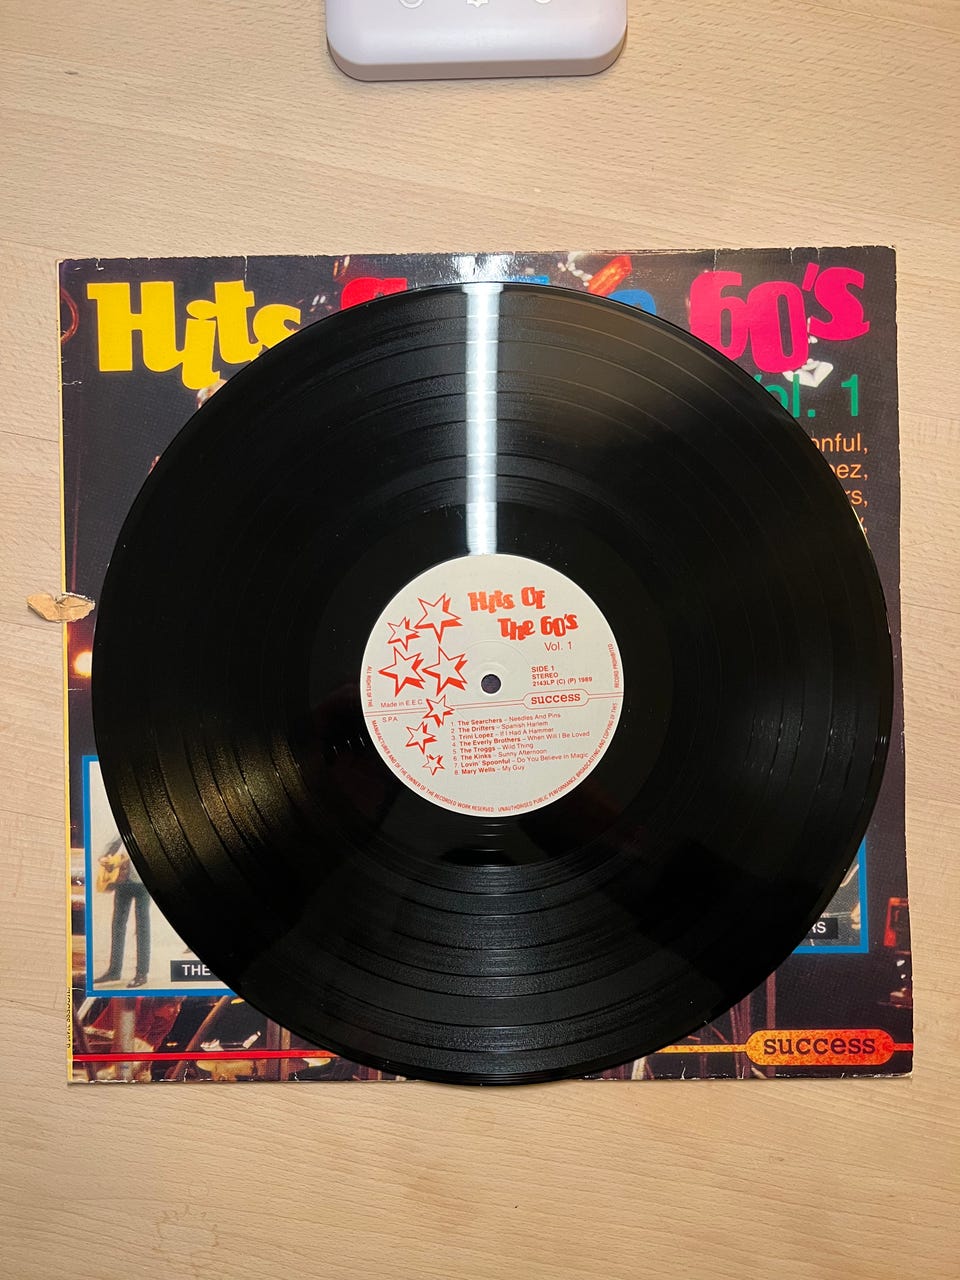 Hits
60's
Vol. 1
onful,
ez,
rs,
Hits Of
The 60's
Vol. 1
SIDE 1
STEREO
2143LP (C) (P) 1989
success
Made in E.E.C.
S.P.A
1 The Searchers – Needles And Pins
2 The Drifters – Spanish Harlem
3 Trini Lopez – If I Had A Hammer
4 The Everly Brothers – When Will I Be Loved
5 The Troggs – Wild Thing
6 The Kinks – Sunny Afternoon
7 Lovin' Spoonful – Do You Believe in Magic
8 Mary Wells – My Guy
ALL RIGHTS OF THE MANUFACTURER AND OF THE OWNER OF THE RECORDED WORK RESERVED · UNAUTHORISED PUBLIC PERFORMANCE BROADCASTING AND COPYING OF THIS RECORD PROHIBITED
THE
RS
success